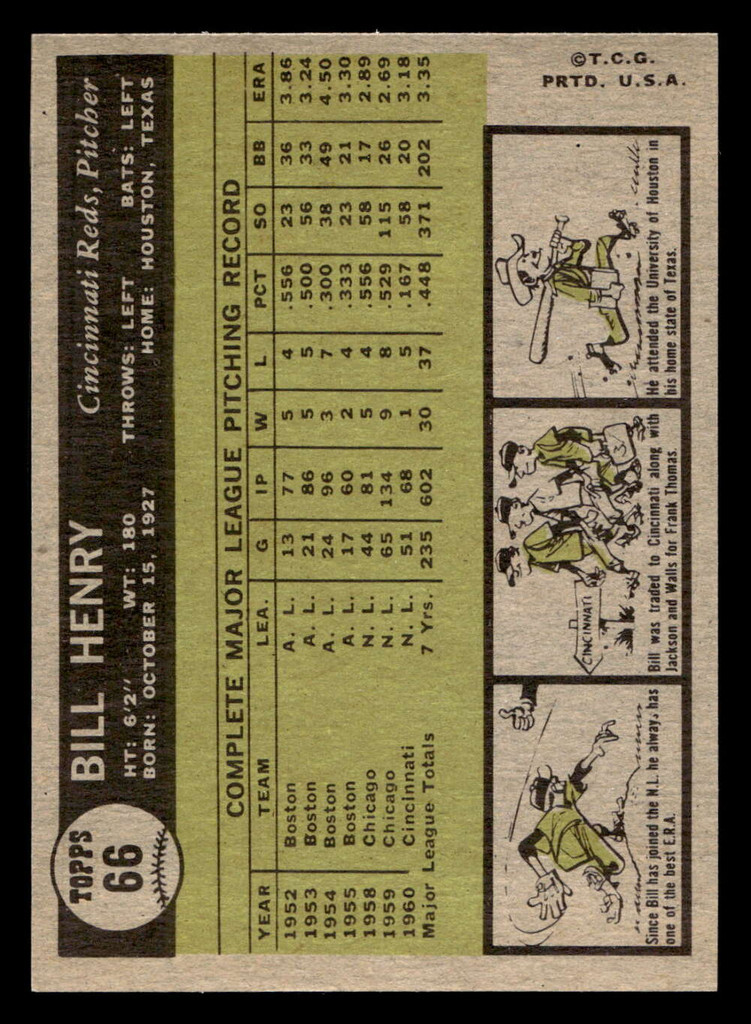 TOPPS
66
BILL HENRY
Cincinnati Reds, Pitcher
HT: 6'2" WT: 180 THROWS: LEFT BATS: LEFT
BORN: OCTOBER 15, 1927 HOME: HOUSTON, TEXAS
COMPLETE MAJOR LEAGUE PITCHING RECORD
YEAR TEAM LEA. G IP W L PCT SO BB ERA
1952 Boston A. L. 13 77 5 4 .556 23 36 3.86
1953 Boston A. L. 21 86 5 5 .500 56 33 3.24
1954 Boston A. L. 24 96 3 7 .300 38 49 4.50
1955 Boston A. L. 17 60 2 4 .333 23 21 3.30
1958 Chicago N. L. 44 81 5 4 .556 58 17 2.89
1959 Chicago N. L. 65 134 9 8 .529 115 26 2.69
1960 Cincinnati N. L. 51 68 1 5 .167 58 20 3.18
Major League Totals 7 Yrs. 235 602 30 37 .448 371 202 3.35
Since Bill has joined the N.L. he always has
one of the best E.R.A.
CINCINNATI
3
Bill was traded to Cincinnati along with
Jackson and Walls for Frank Thomas.
He attended the University of Houston in
his home state of Texas.
©T.C.G.
PRTD. U.S.A.